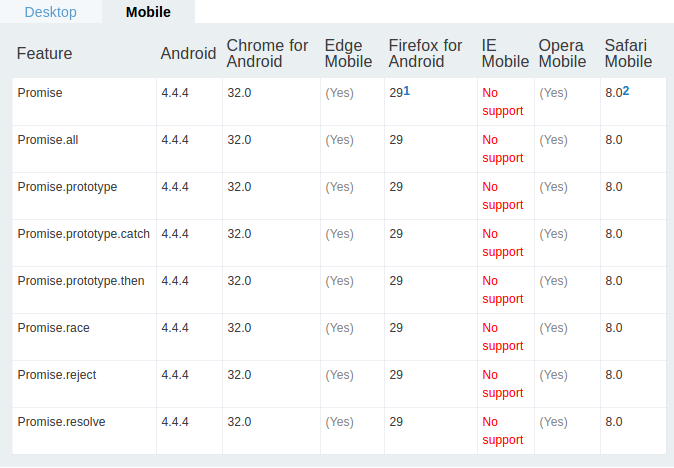 Desktop Mobile
Feature Android Chrome for Android Edge Mobile Firefox for Android IE Mobile Opera Mobile Safari Mobile
Promise 4.4.4 32.0 (Yes) 291 No support (Yes) 8.02
Promise.all 4.4.4 32.0 (Yes) 29 No support (Yes) 8.0
Promise.prototype 4.4.4 32.0 (Yes) 29 No support (Yes) 8.0
Promise.prototype.catch 4.4.4 32.0 (Yes) 29 No support (Yes) 8.0
Promise.prototype.then 4.4.4 32.0 (Yes) 29 No support (Yes) 8.0
Promise.race 4.4.4 32.0 (Yes) 29 No support (Yes) 8.0
Promise.reject 4.4.4 32.0 (Yes) 29 No support (Yes) 8.0
Promise.resolve 4.4.4 32.0 (Yes) 29 No support (Yes) 8.0